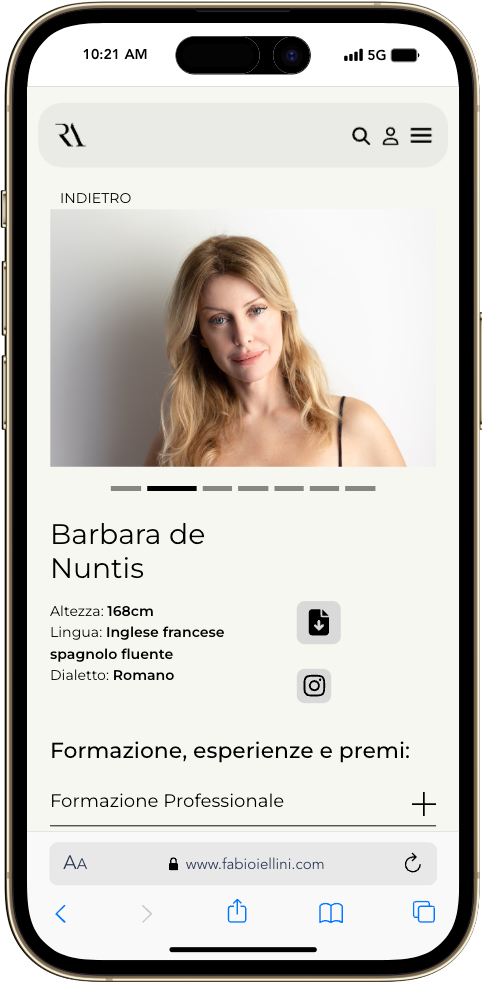 10:21 AM
5G
RA
INDIETRO
Barbara de
Nuntis
Altezza: 168cm
Lingua: Inglese francese
spagnolo fluente
Dialetto: Romano
Formazione, esperienze e premi:
Formazione Professionale
AA
www.fabioiellini.com